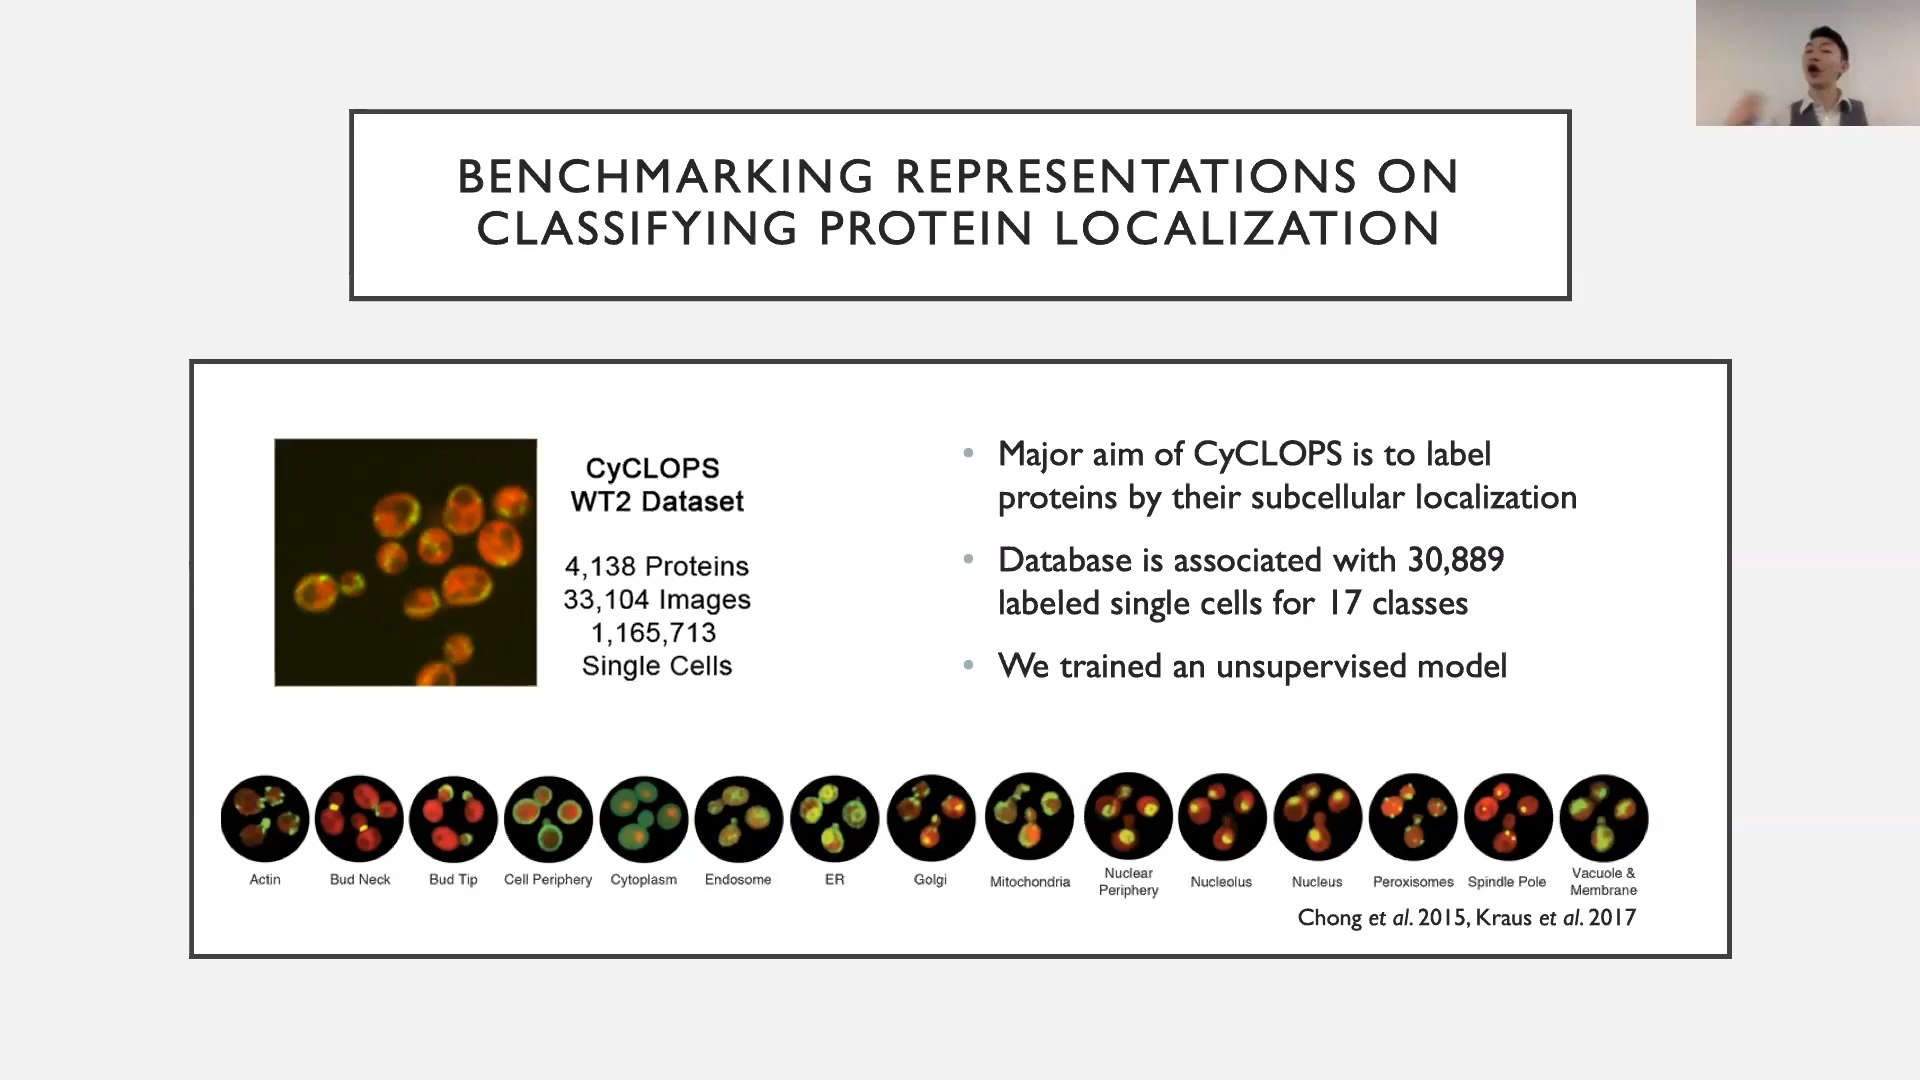 BENCHMARKING REPRESENTATIONS ON
CLASSIFYING PROTEIN LOCALIZATION
CyCLOPS
WT2 Dataset
4,138 Proteins
33,104 Images
1,165,713
Single Cells
• Major aim of CyCLOPS is to label
proteins by their subcellular localization
• Database is associated with 30,889
labeled single cells for 17 classes
• We trained an unsupervised model
Actin
Bud Neck
Bud Tip
Cell Periphery
Cytoplasm
Endosome
ER
Golgi
Mitochondria
Nuclear
Periphery
Nucleolus
Nucleus
Peroxisomes
Spindle Pole
Vacuole &
Membrane
Chong et al. 2015, Kraus et al. 2017